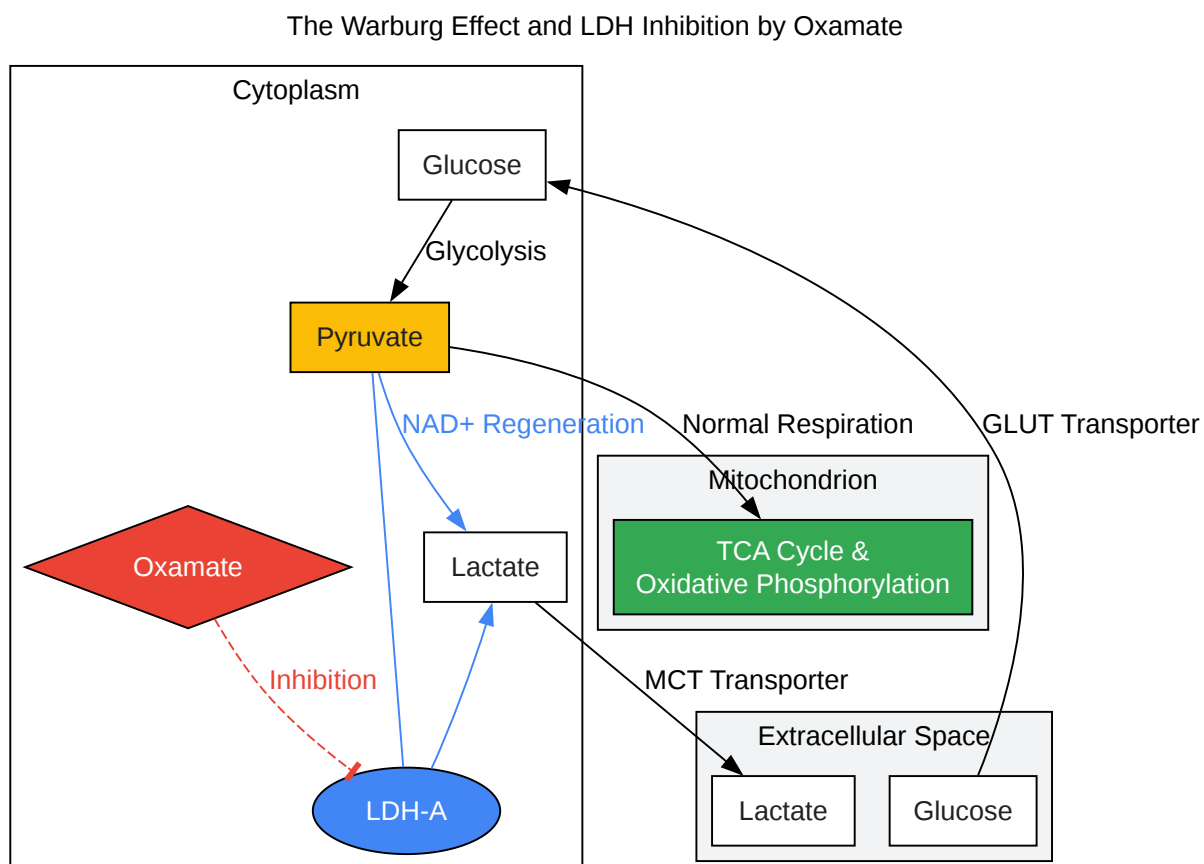 The Warburg Effect and LDH Inhibition by Oxamate
Cytoplasm
Glucose
Glycolysis
Pyruvate
NAD+ Regeneration
Normal Respiration
GLUT Transporter
Mitochondrion
TCA Cycle &
Oxidative Phosphorylation
Oxamate
Lactate
Inhibition
MCT Transporter
Extracellular Space
LDH-A
Lactate
Glucose